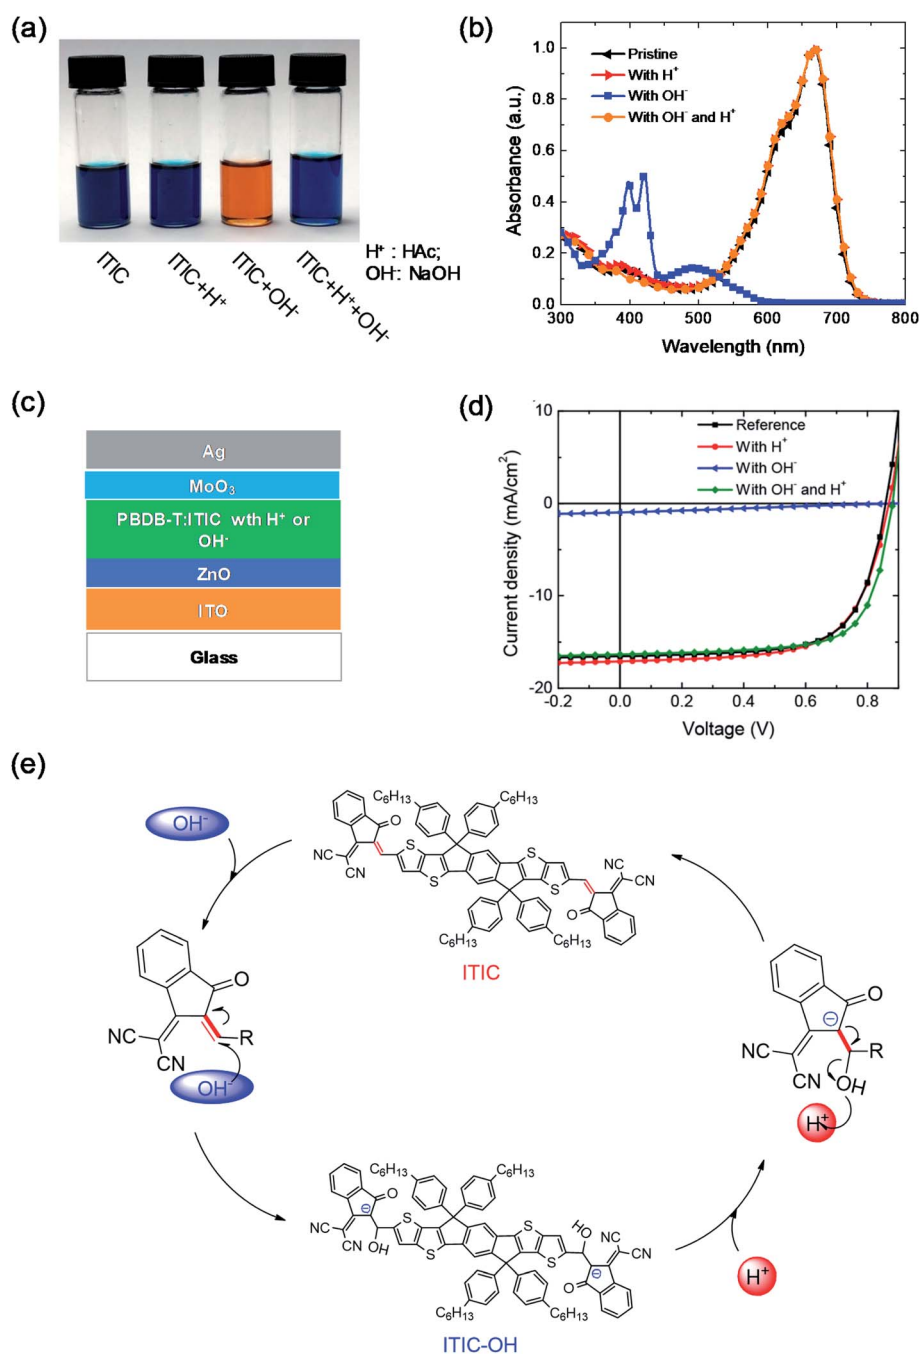 (a)
ITIC
ITIC+H⁺
ITIC+OH⁻
ITIC+H⁺+OH⁻
H⁺ : HAc;
OH⁻: NaOH
(b)
Absorbance (a.u.)
1.0
0.8
0.6
0.4
0.2
0.0
Pristine
With H⁺
With OH⁻
With OH⁻ and H⁺
300 400 500 600 700 800
Wavelength (nm)
(c)
Ag
MoO₃
PBDB-T:ITIC wth H⁺ or
OH⁻
ZnO
ITO
Glass
(d)
Current density (mA/cm²)
10
0
-10
-20
Reference
With H⁺
With OH⁻
With OH⁻ and H⁺
-0.2 0.0 0.2 0.4 0.6 0.8
Voltage (V)
(e)
OH⁻
C₆H₁₃ C₆H₁₃
O
S S
NC
CN
S S
NC
CN
O
C₆H₁₃ C₆H₁₃
ITIC
O
R
CN
CN
OH⁻
O
⊖
R
CN
CN
OH
H⁺
C₆H₁₃ C₆H₁₃
O
⊖
S S
HO
NC
CN
OH
S S
NC
CN
O
⊖
C₆H₁₃ C₆H₁₃
ITIC-OH
H⁺